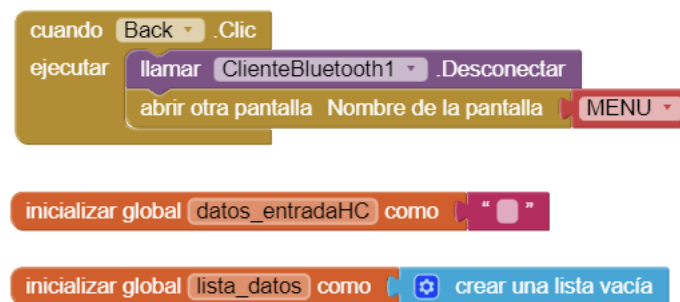 cuando Back .Clic
ejecutar llamar ClienteBluetooth1 .Desconectar
abrir otra pantalla Nombre de la pantalla MENU
inicializar global datos_entradaHC como “ ”
inicializar global lista_datos como crear una lista vacía